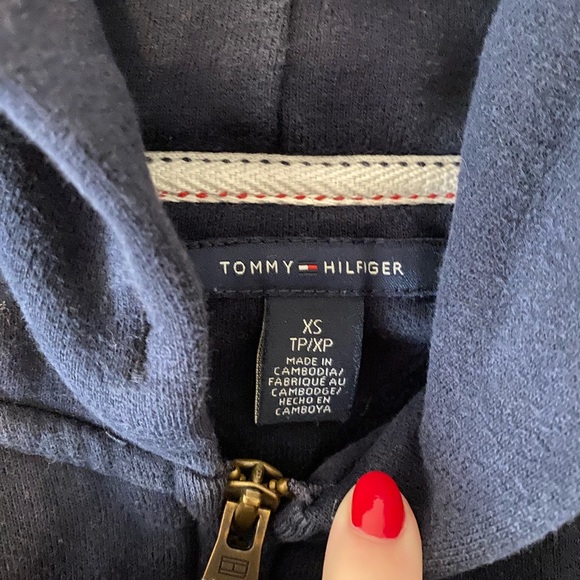 TOMMY HILFIGER
XS
TP/XP
MADE IN
CAMBODIA/
FABRIQUÉ AU
CAMBODGE/
HECHO EN
CAMBOYA